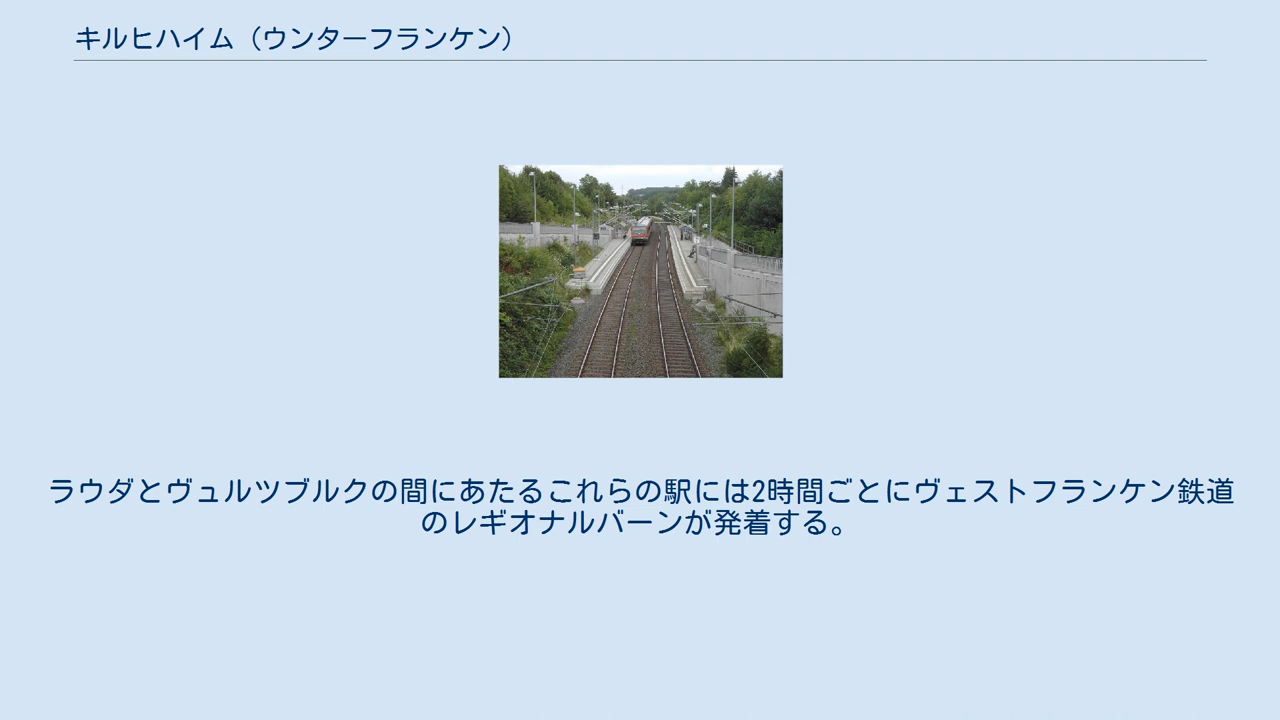 キルヒハイム（ウンターフランケン）
ラウダとヴュルツブルクの間にあたるこれらの駅には2時間ごとにヴェストフランケン鉄道
のレギオナルバーンが発着する。